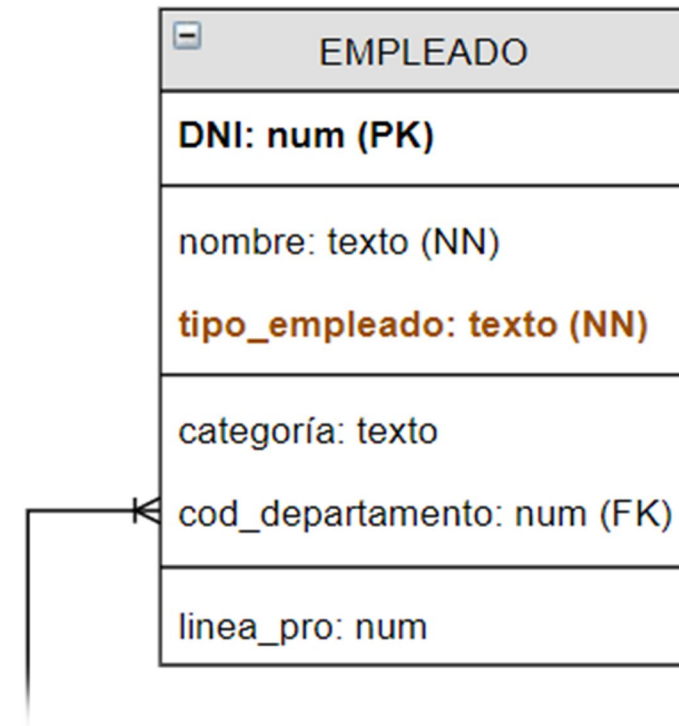 EMPLEADO
DNI: num (PK)
nombre: texto (NN)
tipo_empleado: texto (NN)
categoría: texto
cod_departamento: num (FK)
linea_pro: num